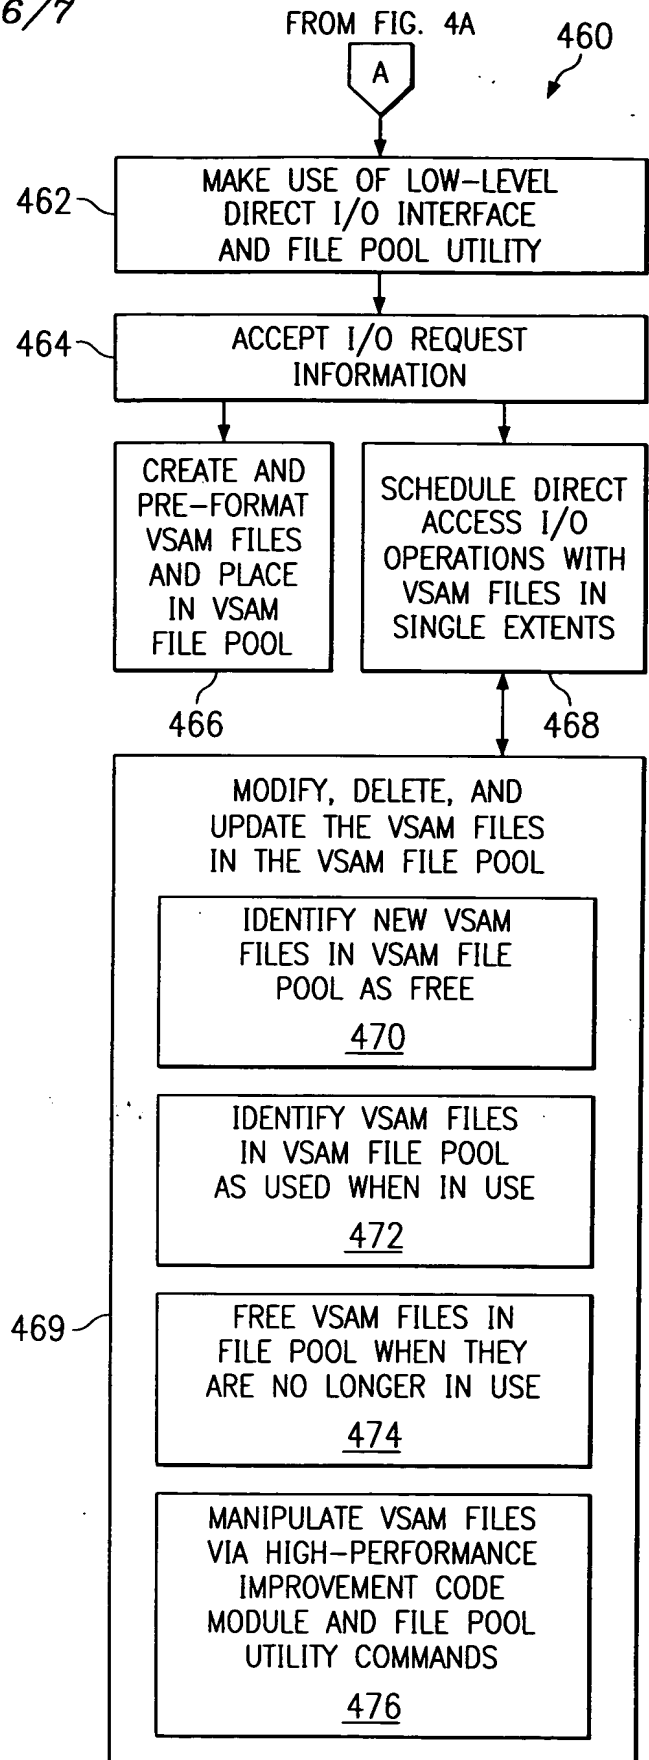 6/7
FROM FIG. 4A
460
A
462
MAKE USE OF LOW-LEVEL
DIRECT I/O INTERFACE
AND FILE POOL UTILITY
464
ACCEPT I/O REQUEST
INFORMATION
CREATE AND
PRE-FORMAT
VSAM FILES
AND PLACE
IN VSAM
FILE POOL
466
SCHEDULE DIRECT
ACCESS I/O
OPERATIONS WITH
VSAM FILES IN
SINGLE EXTENTS
468
MODIFY, DELETE, AND
UPDATE THE VSAM FILES
IN THE VSAM FILE POOL
IDENTIFY NEW VSAM
FILES IN VSAM FILE
POOL AS FREE
470
IDENTIFY VSAM FILES
IN VSAM FILE POOL
AS USED WHEN IN USE
472
469
FREE VSAM FILES IN
FILE POOL WHEN THEY
ARE NO LONGER IN USE
474
MANIPULATE VSAM FILES
VIA HIGH-PERFORMANCE
IMPROVEMENT CODE
MODULE AND FILE POOL
UTILITY COMMANDS
476